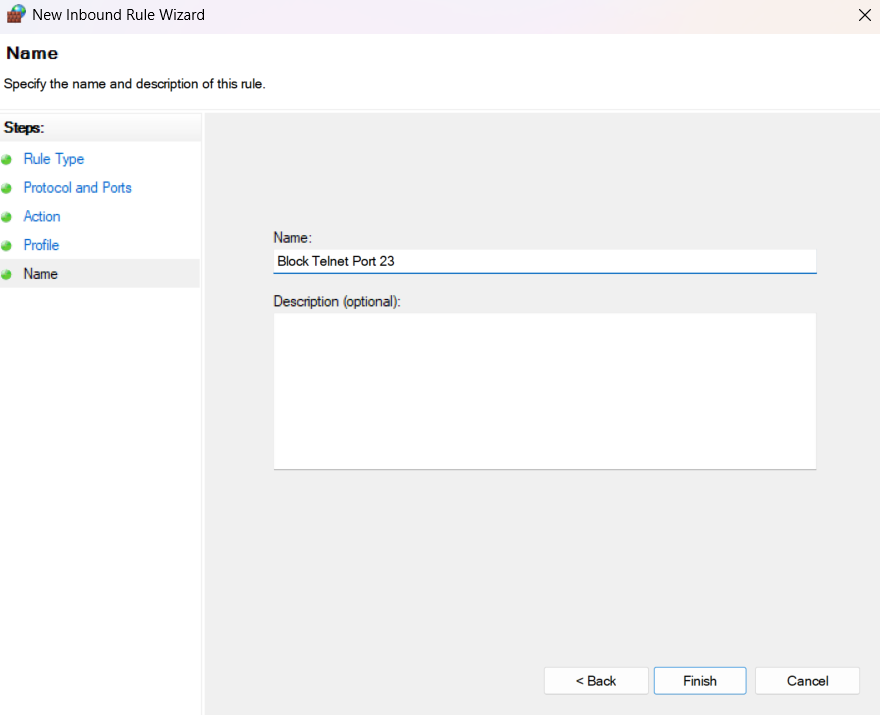 New Inbound Rule Wizard
Name
Specify the name and description of this rule.
Steps:
Rule Type
Protocol and Ports
Action
Profile
Name
Name:
Block Telnet Port 23
Description (optional):
< Back
Finish
Cancel